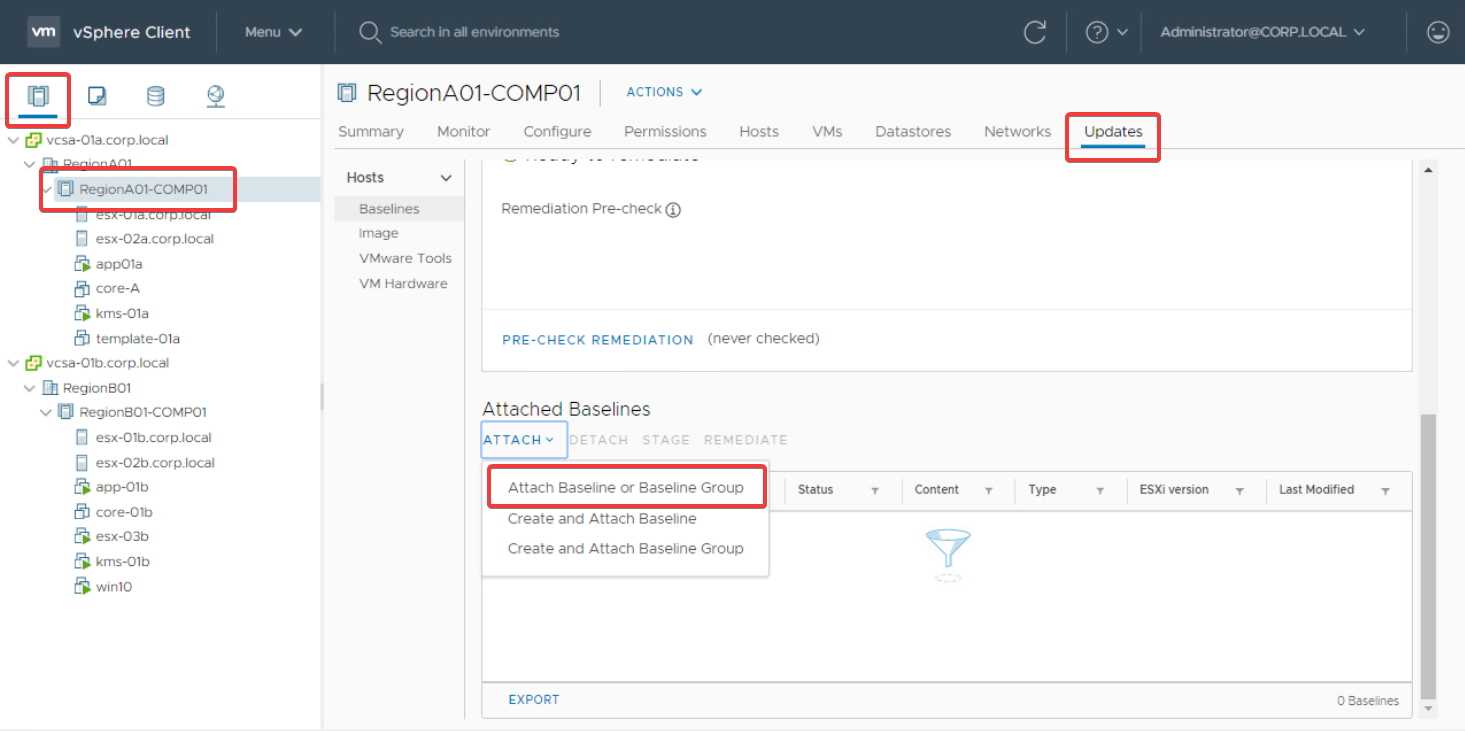 vm vSphere Client Menu Search in all environments Administrator@CORP.LOCAL
RegionA01-COMP01 ACTIONS
Summary Monitor Configure Permissions Hosts VMs Datastores Networks Updates
vcsa-01a.corp.local
RegionA01
RegionA01-COMP01
esx-01a.corp.local
esx-02a.corp.local
app01a
core-A
kms-01a
template-01a
vcsa-01b.corp.local
RegionB01
RegionB01-COMP01
esx-01b.corp.local
esx-02b.corp.local
app-01b
core-01b
esx-03b
kms-01b
win10
Hosts
Baselines
Image
VMware Tools
VM Hardware
Ready to remediate
Remediation Pre-check
PRE-CHECK REMEDIATION (never checked)
Attached Baselines
ATTACH DETACH STAGE REMEDIATE
Attach Baseline or Baseline Group
Create and Attach Baseline
Create and Attach Baseline Group
Status Content Type ESXi version Last Modified
EXPORT 0 Baselines